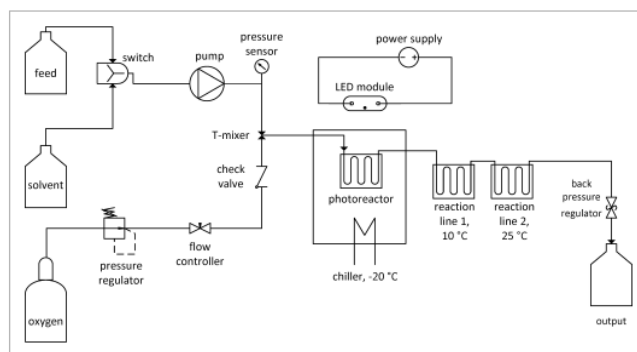 feed
switch
solvent
pump
pressure
sensor
power supply
LED module
T-mixer
check
valve
photoreactor
chiller, -20 °C
reaction
line 1,
10 °C
reaction
line 2,
25 °C
back
pressure
regulator
output
oxygen
pressure
regulator
flow
controller